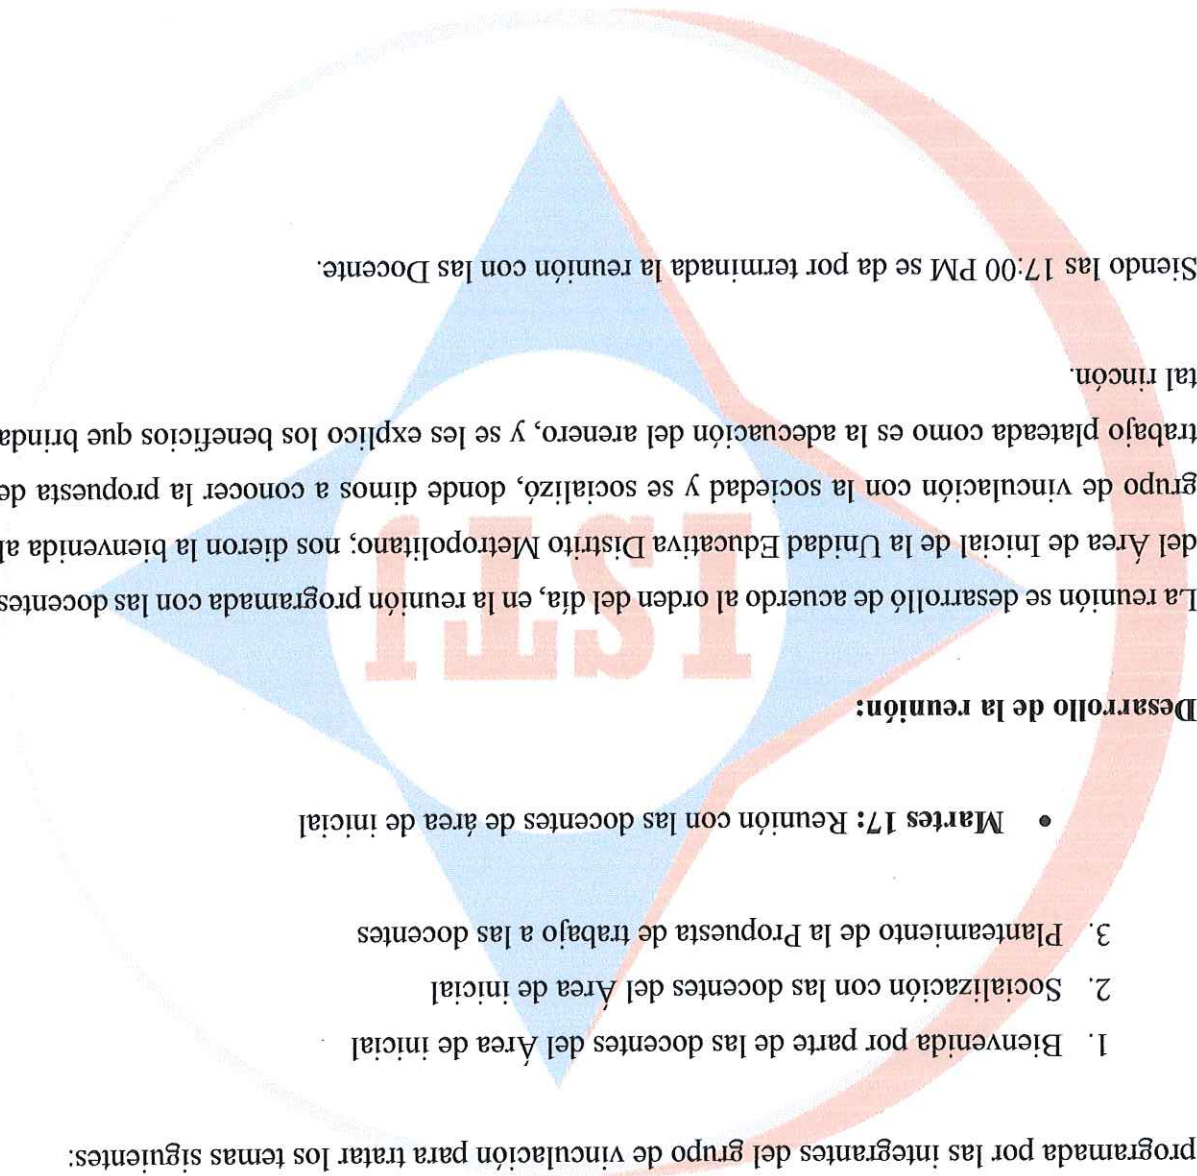 programada por las integrantes del grupo de vinculación para tratar los temas siguientes:
1. Bienvenida por parte de las docentes del Área de inicial
2. Socialización con las docentes del Área de inicial
3. Planteamiento de la Propuesta de trabajo a las docentes
• Martes 17: Reunión con las docentes de área de inicial
Desarrollo de la reunión:
La reunión se desarrolló de acuerdo al orden del día, en la reunión programada con las docentes
del Área de Inicial de la Unidad Educativa Distrito Metropolitano; nos dieron la bienvenida al
grupo de vinculación con la sociedad y se socializó, donde dimos a conocer la propuesta de
trabajo plateada como es la adecuación del arenero, y se les explico los beneficios que brinda
tal rincón.
Siendo las 17:00 PM se da por terminada la reunión con las Docente.
ISTJ